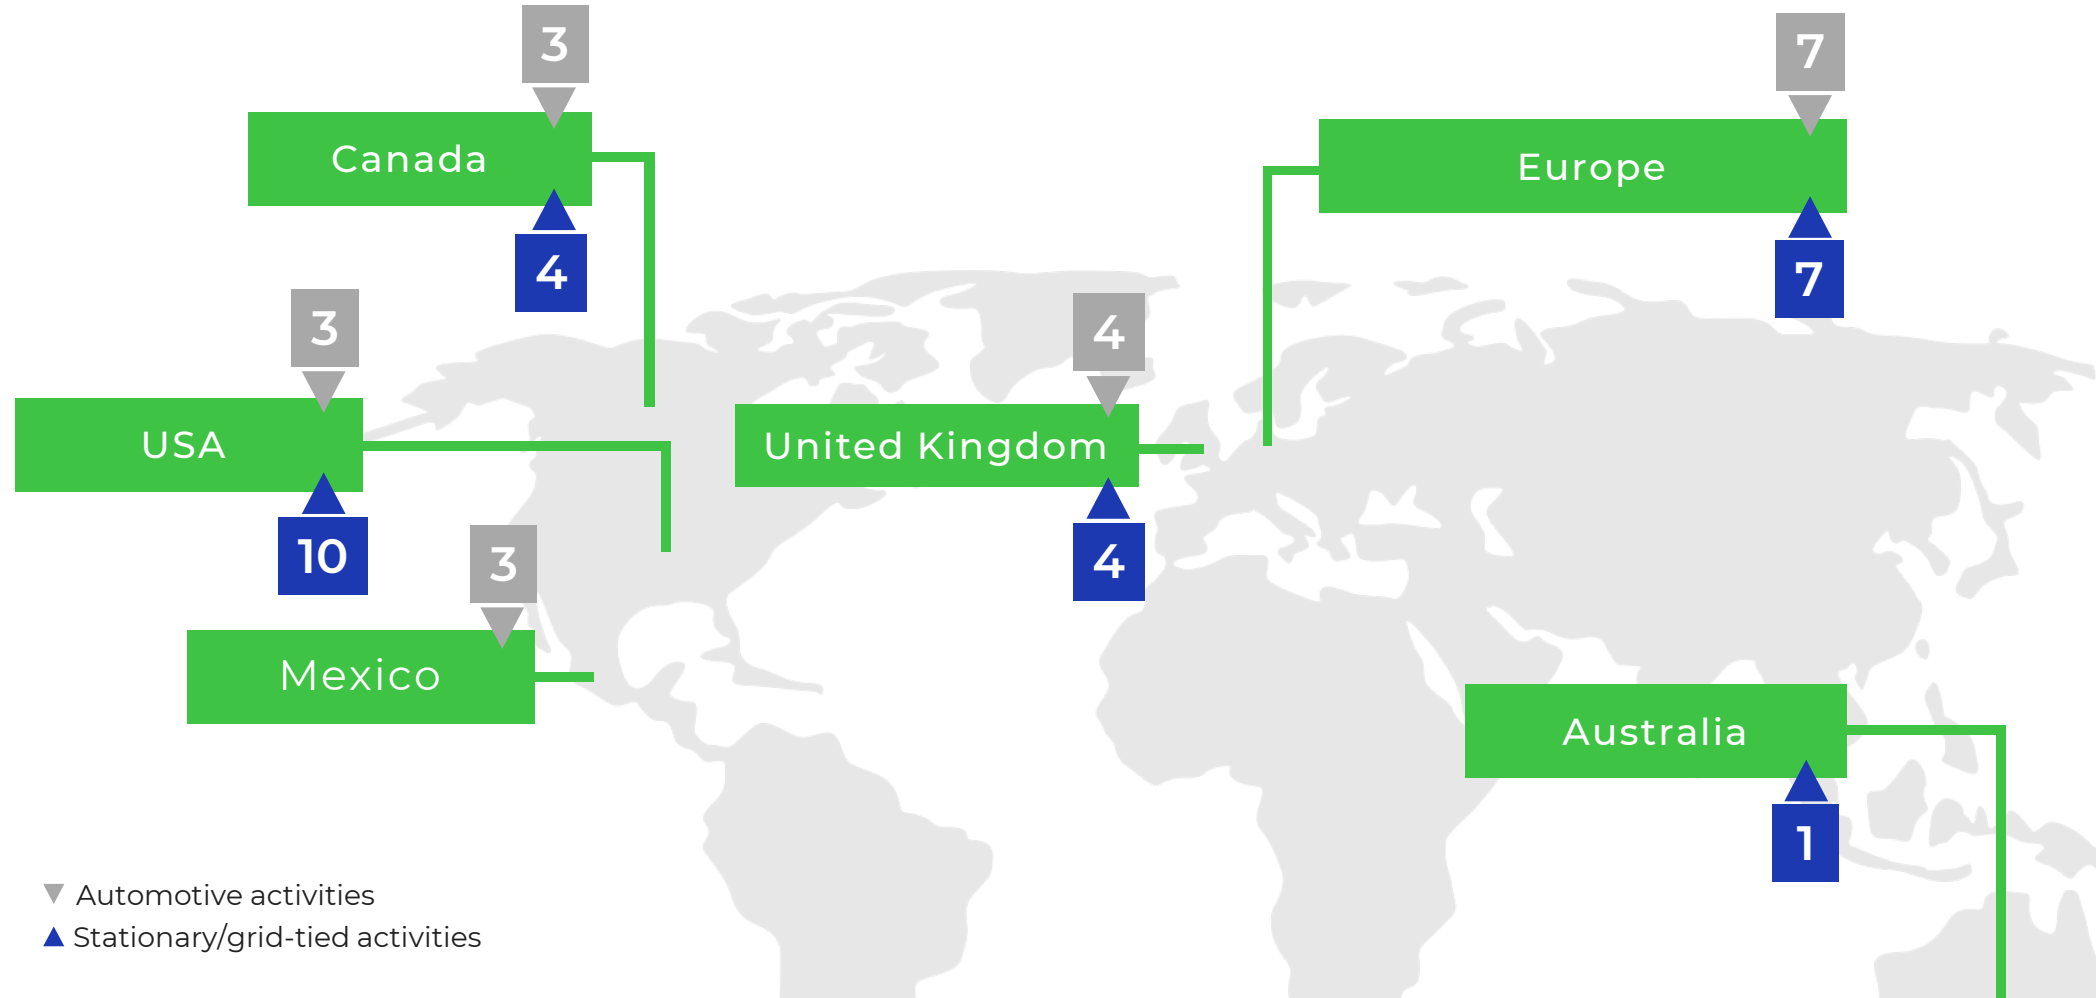 3
Canada
4
7
Europe
7
3
USA
10
4
United Kingdom
4
3
Mexico
Australia
1
Automotive activities
Stationary/grid-tied activities